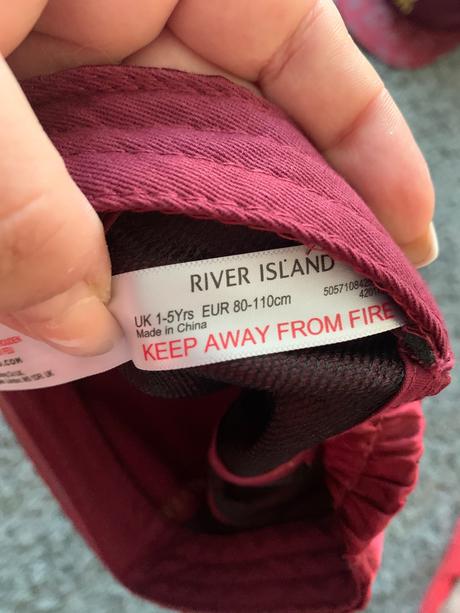 RIVER ISLAND
UK 1-5Yrs EUR 80-110cm
Made in China
KEEP AWAY FROM FIRE